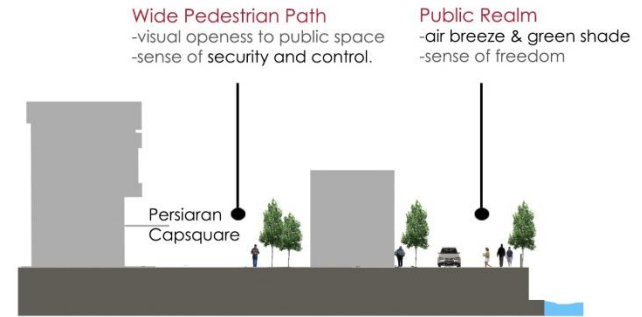 Wide Pedestrian Path
-visual openess to public space
-sense of security and control.
Public Realm
-air breeze & green shade
-sense of freedom
Persiaran
Capsquare